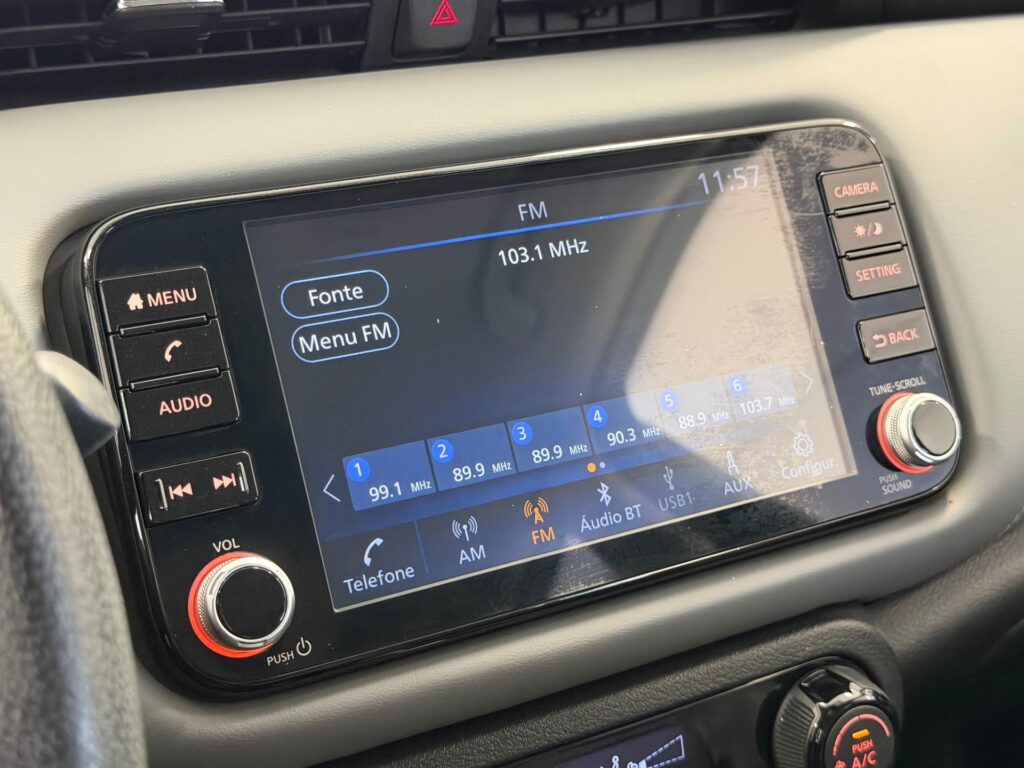 11:57
FM
103.1 MHz
Fonte
Menu FM
1 99.1 MHz
2 89.9 MHz
3 89.9 MHz
4 90.3 MHz
5 88.9 MHz
6 103.7 MHz
Telefone
AM
FM
Áudio BT
USB1
AUX
Configur.
MENU
AUDIO
VOL
PUSH
CAMERA
SETTING
BACK
TUNE·SCROLL
PUSH
SOUND
PUSH
A/C